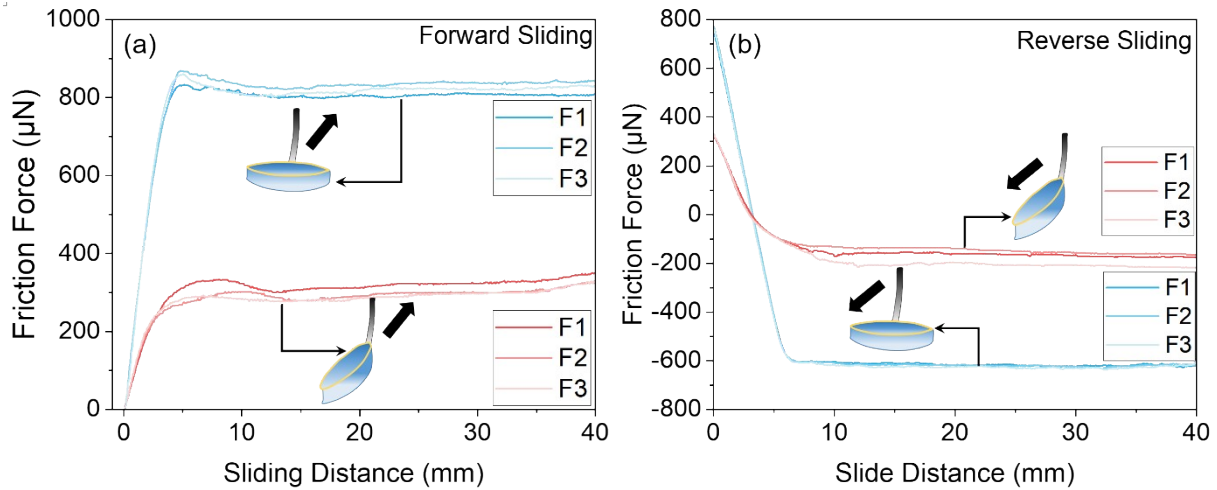 (a)
Forward Sliding
Friction Force (μN)
1000
800
600
400
200
0
F1
F2
F3
F1
F2
F3
0
10
20
30
40
Sliding Distance (mm)
(b)
Reverse Sliding
Friction Force (μN)
800
600
400
200
0
-200
-400
-600
-800
F1
F2
F3
F1
F2
F3
0
10
20
30
40
Slide Distance (mm)